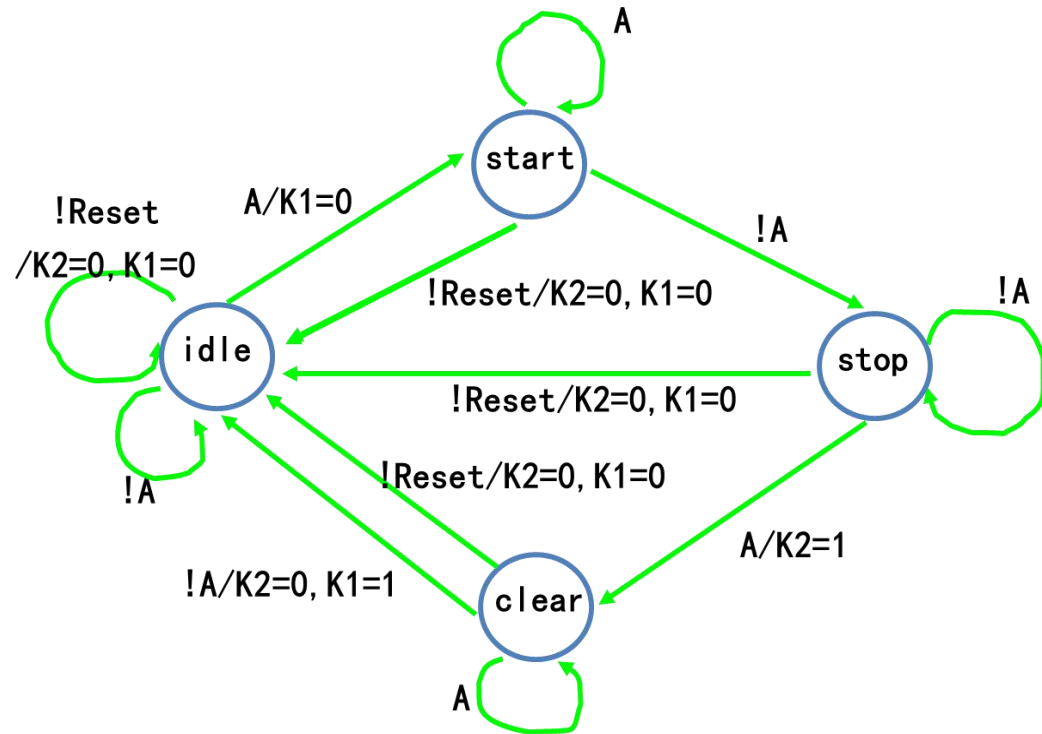 A
start
A/K1=0
!Reset
/K2=0,K1=0
!A
!Reset/K2=0,K1=0
!A
idle
stop
!Reset/K2=0,K1=0
!Reset/K2=0,K1=0
!A
A/K2=1
!A/K2=0,K1=1
clear
A